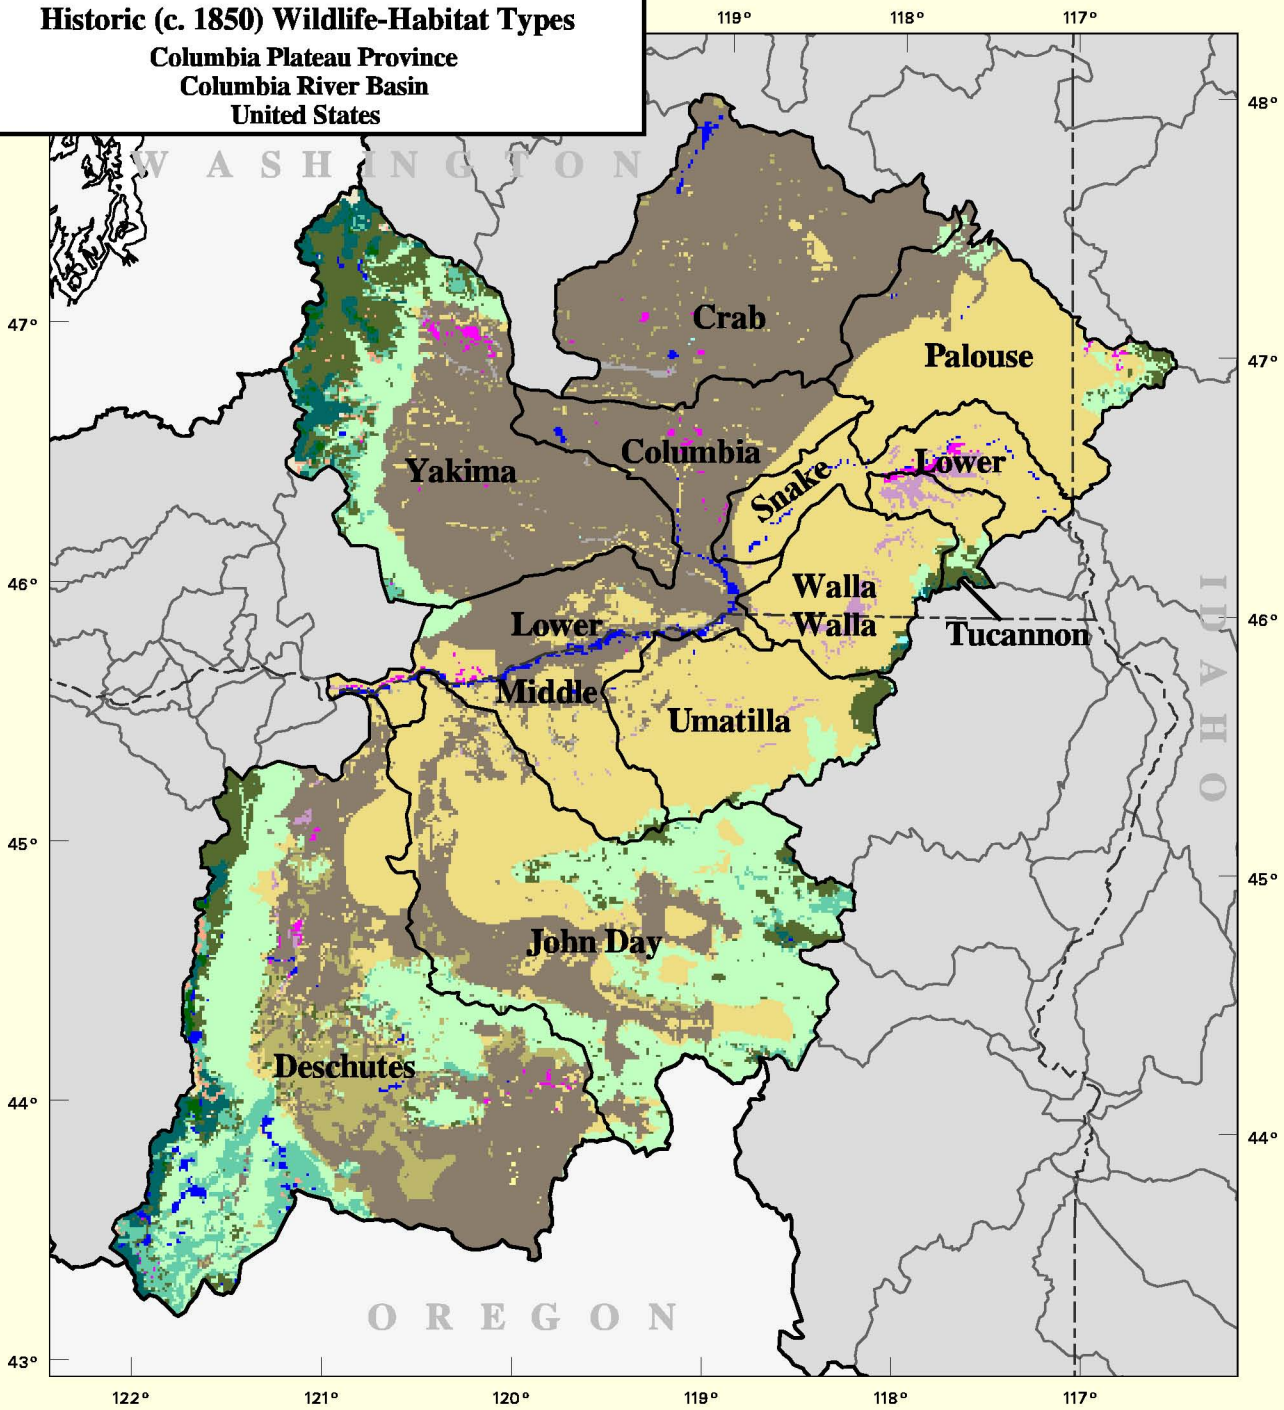 Historic (c. 1850) Wildlife-Habitat Types
Columbia Plateau Province
Columbia River Basin
United States
119° 118° 117°
48°
WASHINGTON
47° Crab
Palouse 47°
Yakima Columbia Snake Lower
46° Walla
Walla 46°
Lower Tucannon
Middle
Umatilla
IDAHO
45° 45°
John Day
Deschutes
44° 44°
OREGON
43°
122° 121° 120° 119° 118° 117°